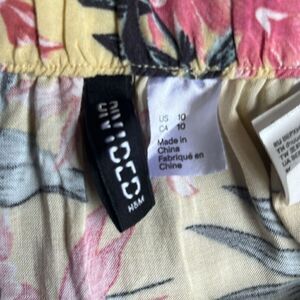 DIVIDED
H&M
US 10
CA 10
Made in
China
Fabriqué en
Chine